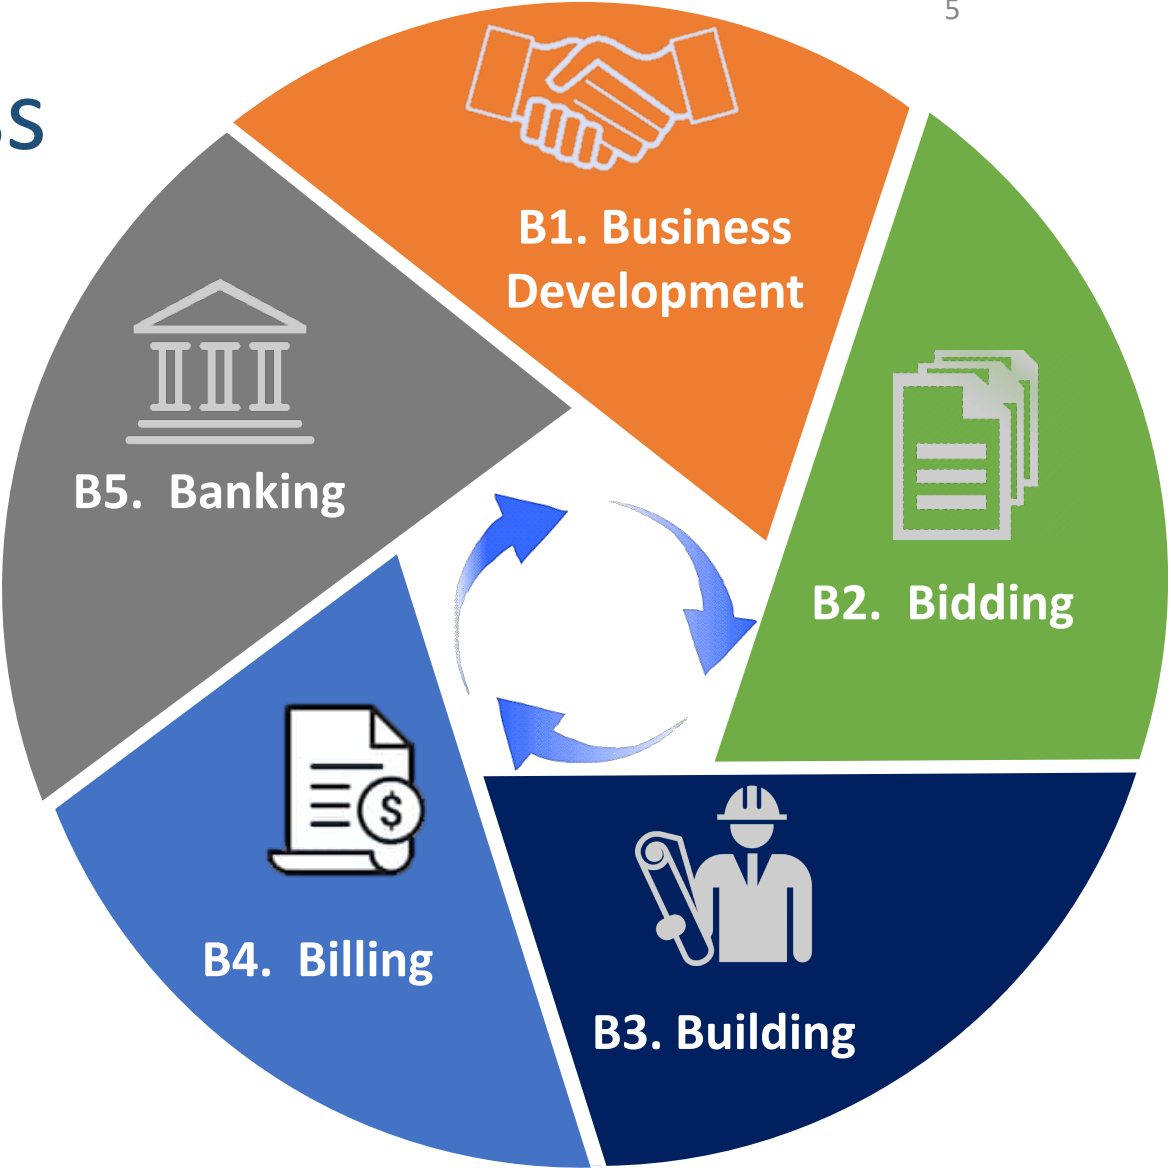 5
B1. Business
Development
B2.  Bidding
B3. Building
B4.  Billing
$
B5.  Banking